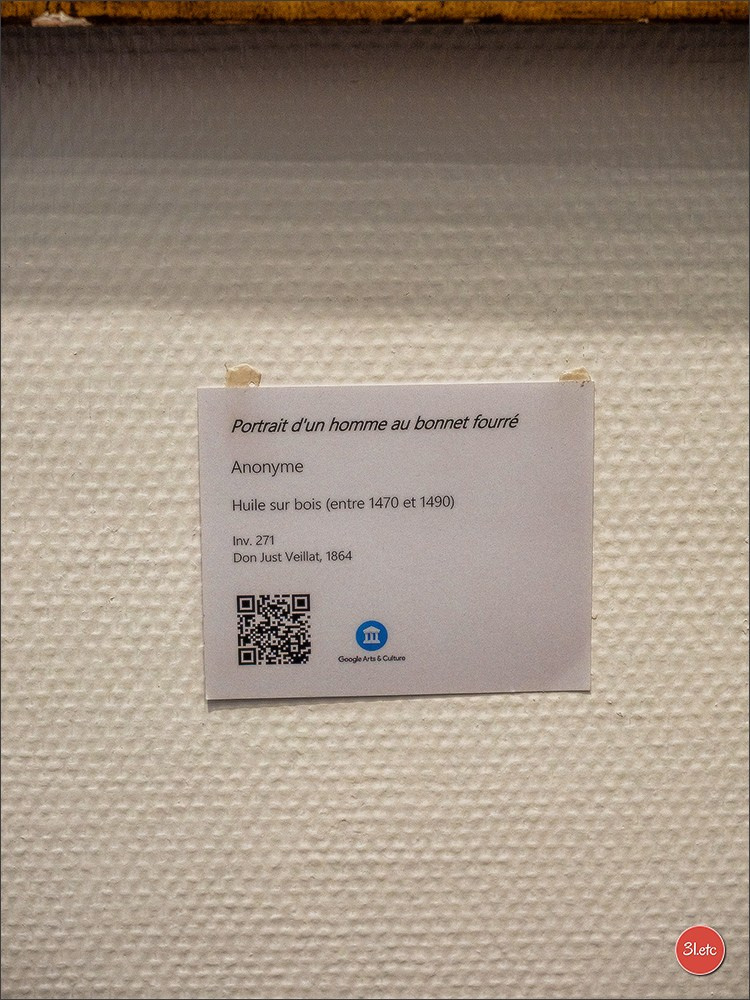 Portrait d'un homme au bonnet fourré
Anonyme
Huile sur bois (entre 1470 et 1490)
Inv. 271
Don Just Veillat, 1864
Google Arts & Culture
3l.etc